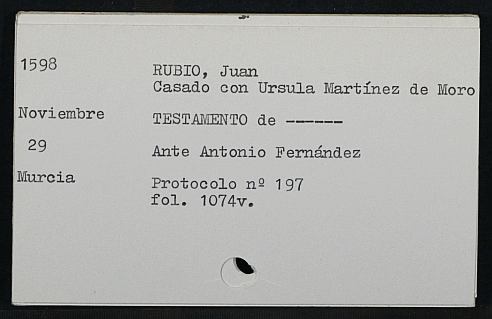 1598
RUBIO, Juan
Casado con Ursula Martínez de Moro
Noviembre
TESTAMENTO de ------
29
Ante Antonio Fernández
Murcia
Protocolo nº 197
fol. 1074v.